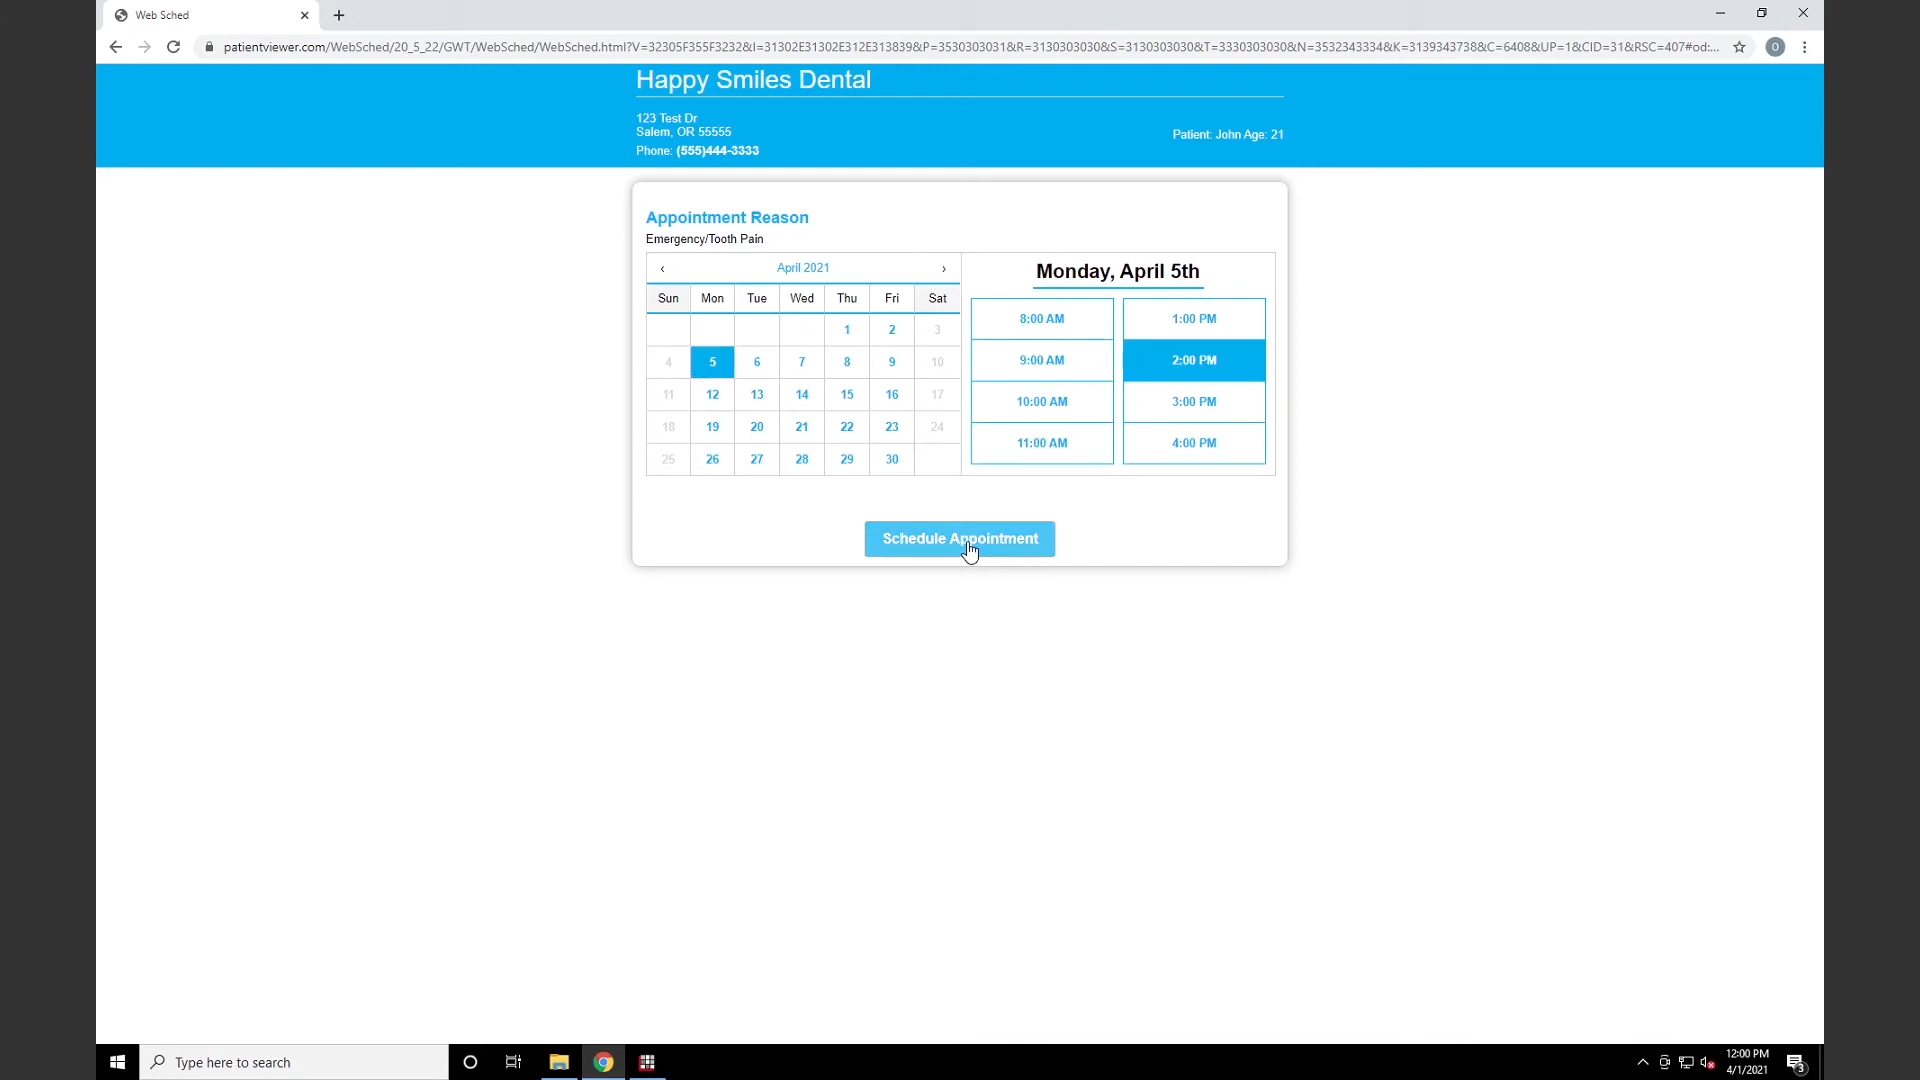 Web Sched
patientviewer.com/WebSched/20_5_22/GWT/WebSched/WebSched.html?V=32305F355F3232&I=31302E31302E312E313839&P=3530303031&R=3130303030&S=3130303030&T=3330303030&N=3532343334&K=3139343738&C=6408&UP=1&CID=31&RSC=407#od:...
O
Happy Smiles Dental
123 Test Dr
Salem, OR 55555
Phone: (555)444-3333
Patient: John Age: 21
Appointment Reason
Emergency/Tooth Pain
‹ April 2021 ›
Sun Mon Tue Wed Thu Fri Sat
1 2 3
4 5 6 7 8 9 10
11 12 13 14 15 16 17
18 19 20 21 22 23 24
25 26 27 28 29 30
Monday, April 5th
8:00 AM 1:00 PM
9:00 AM 2:00 PM
10:00 AM 3:00 PM
11:00 AM 4:00 PM
Schedule Appointment
Type here to search
12:00 PM
4/1/2021
3